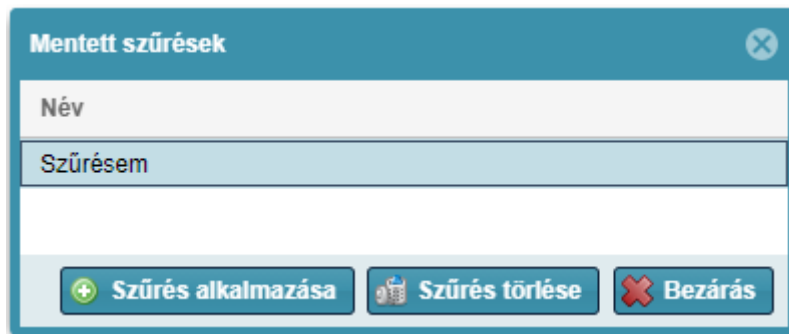 Mentett szűrések
Név
Szűrésem
Szűrés alkalmazása Szűrés törlése Bezárás